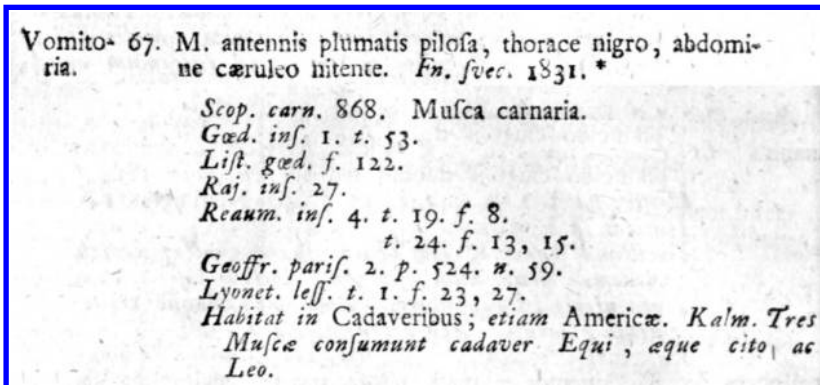 Vomito- 67. M. antennis plumatis piloſa, thorace nigro, abdomi-
ria. ne cæruleo nitente. Fn. ſvec. 1831. *
Scop. carn. 868. Muſca carnaria.
Gœd. inſ. 1. t. 53.
Liſt. gœd. f. 122.
Raj. inſ. 27.
Reaum. inſ. 4. t. 19. f. 8.
t. 24. f. 13, 15.
Geoffr. pariſ. 2. p. 524. n. 59.
Lyonet. leſſ. t. 1. f. 23, 27.
Habitat in Cadaveribus; etiam Americæ. Kalm. Tres
Muſcæ conſumunt cadaver Equi, æque cito, ac
Leo.